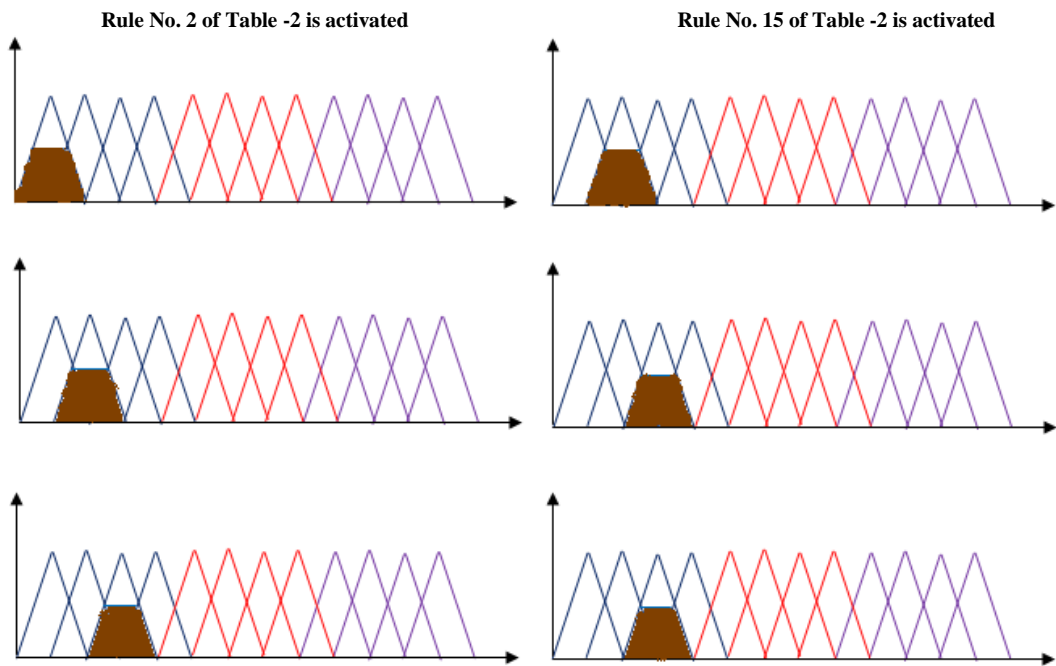 Rule No. 2 of Table -2 is activated
Rule No. 15 of Table -2 is activated